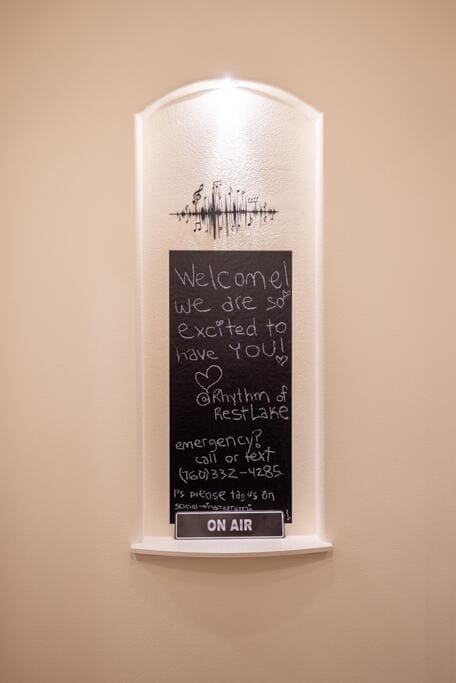 Welcome!
we are so
excited to
have YOU!
@Rhythm of
RestLake
emergency?
call or text
(760)332-4285
Ps please tag us on
social-instagram
ON AIR